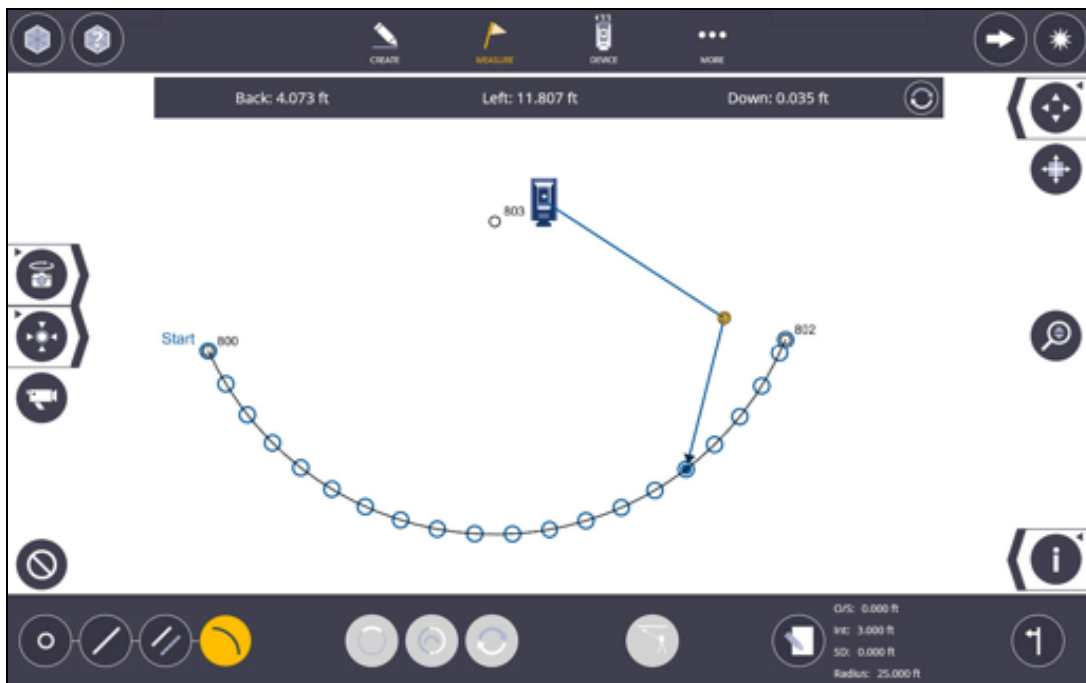 ?
433
CREATE
MEASURE
DEVICE
MORE
Back: 4.073 ft
Left: 11.807 ft
Down: 0.035 ft
803
Start
800
802
i
O/S: 0.000 ft
Int: 3.000 ft
SD: 0.000 ft
Radius: 25.000 ft